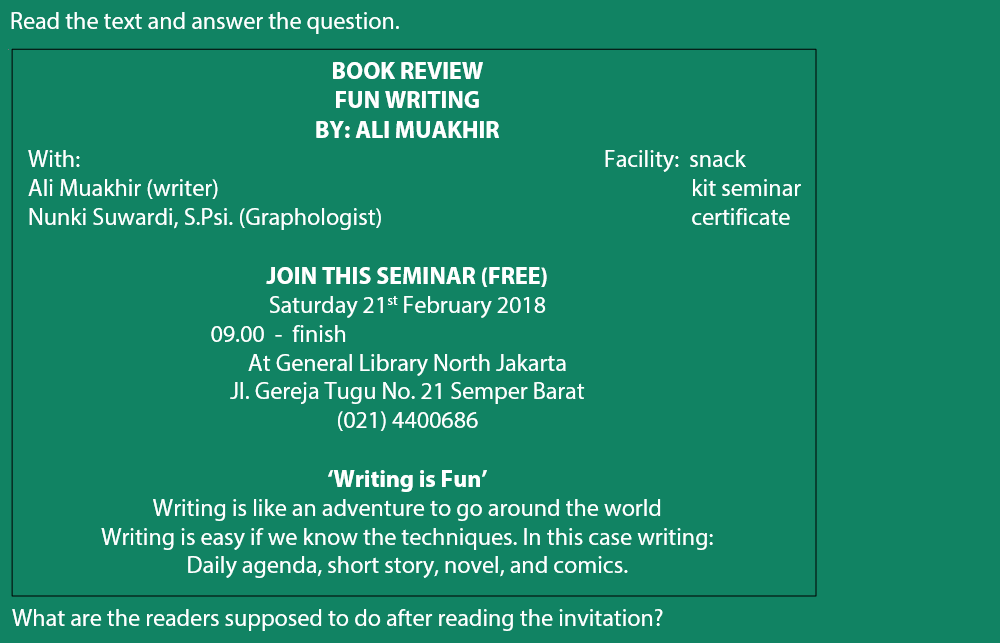 Read the text and answer the question.
BOOK REVIEW
FUN WRITING
BY: ALI MUAKHIR
With:
Ali Muakhir (writer)
Nunki Suwardi, S.Psi. (Graphologist)
Facility: snack
kit seminar
certificate
JOIN THIS SEMINAR (FREE)
Saturday 21st February 2018
09.00 - finish
At General Library North Jakarta
Jl. Gereja Tugu No. 21 Semper Barat
(021) 4400686
‘Writing is Fun’
Writing is like an adventure to go around the world
Writing is easy if we know the techniques. In this case writing:
Daily agenda, short story, novel, and comics.
What are the readers supposed to do after reading the invitation?